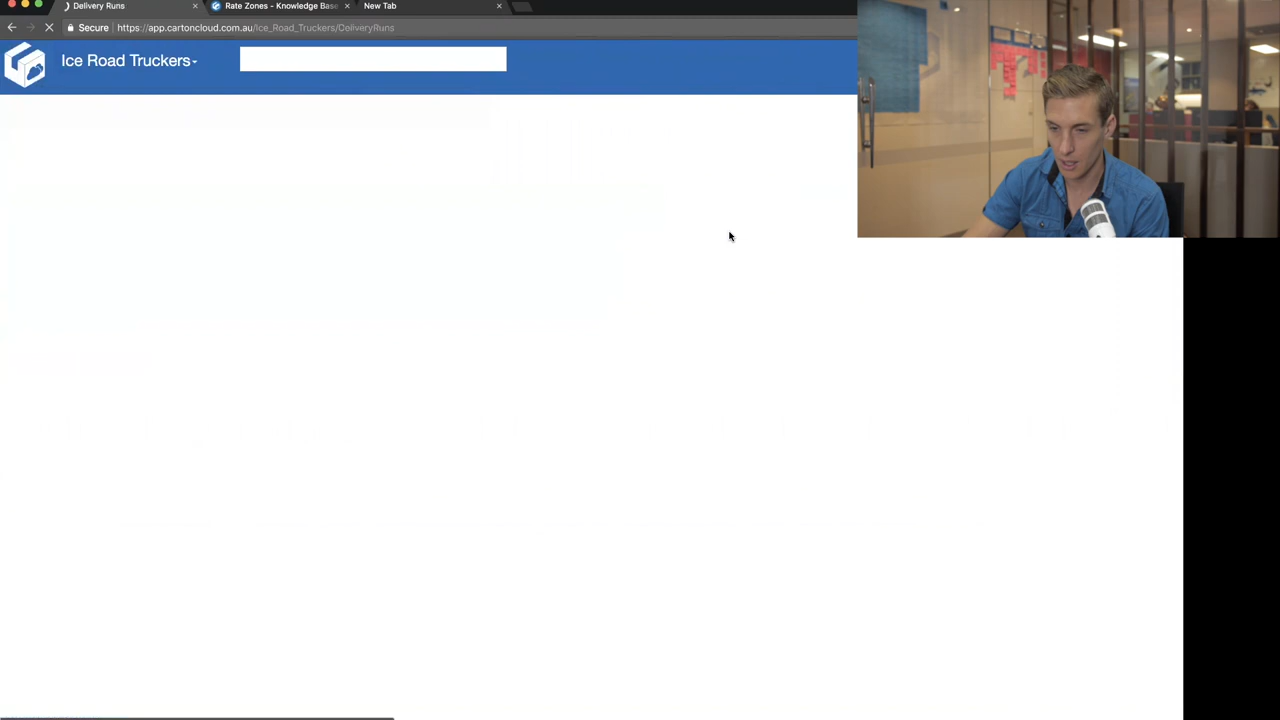 Delivery Runs
Rate Zones - Knowledge Base
New Tab
Secure
https://app.cartoncloud.com.au/Ice_Road_Truckers/DeliveryRuns
Ice Road Truckers